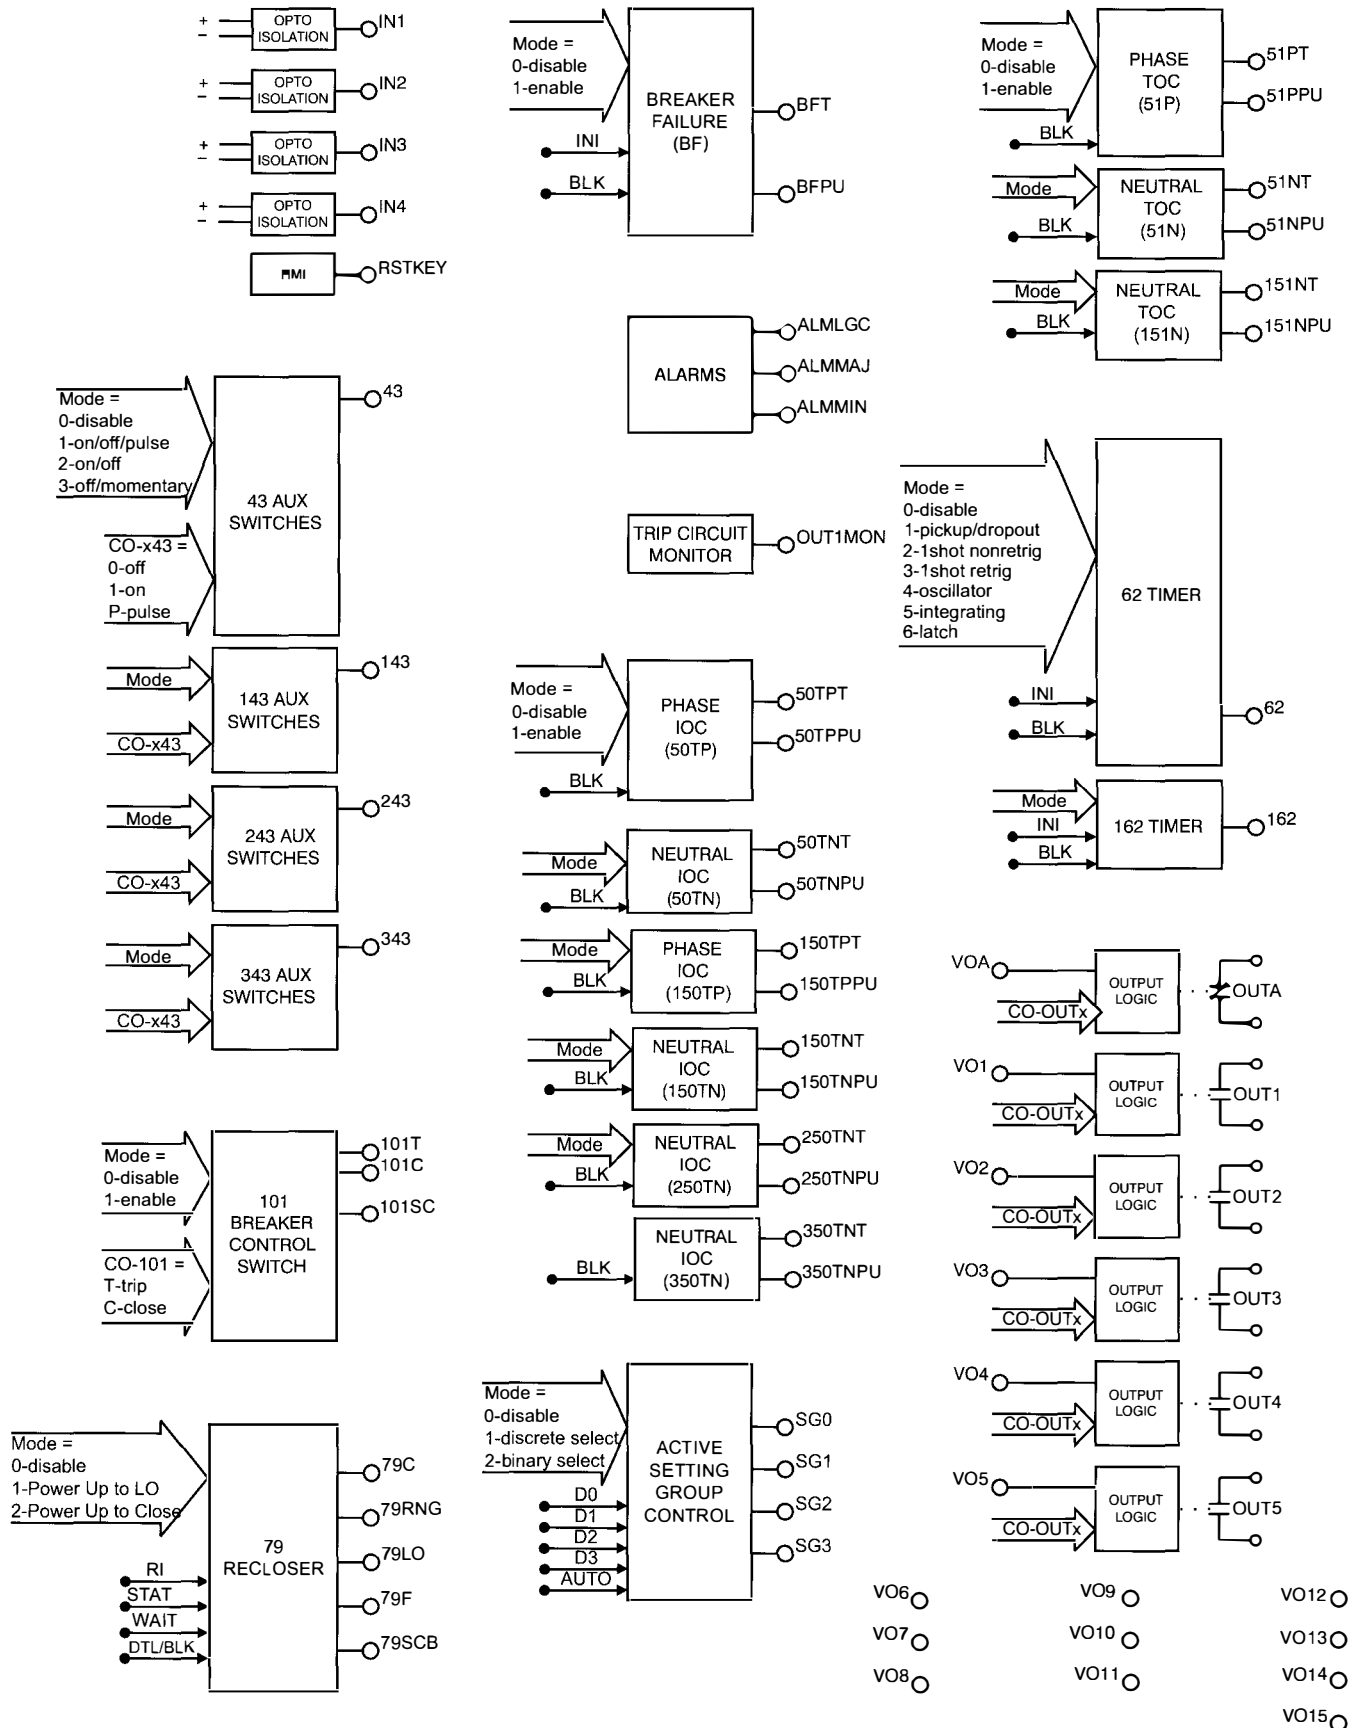 +
−
OPTO
ISOLATION
IN1
+
−
OPTO
ISOLATION
IN2
+
−
OPTO
ISOLATION
IN3
+
−
OPTO
ISOLATION
IN4
HMI
RSTKEY
Mode =
0-disable
1-on/off/pulse
2-on/off
3-off/momentary
CO-x43 =
0-off
1-on
P-pulse
43 AUX
SWITCHES
43
Mode
CO-x43
143 AUX
SWITCHES
143
Mode
CO-x43
243 AUX
SWITCHES
243
Mode
CO-x43
343 AUX
SWITCHES
343
Mode =
0-disable
1-enable
CO-101 =
T-trip
C-close
101
BREAKER
CONTROL
SWITCH
101T
101C
101SC
Mode =
0-disable
1-Power Up to LO
2-Power Up to Close
RI
STAT
WAIT
DTL/BLK
79
RECLOSER
79C
79RNG
79LO
79F
79SCB
Mode =
0-disable
1-enable
INI
BLK
BREAKER
FAILURE
(BF)
BFT
BFPU
ALARMS
ALMLGC
ALMMAJ
ALMMIN
TRIP CIRCUIT
MONITOR
OUT1MON
Mode =
0-disable
1-enable
BLK
PHASE
IOC
(50TP)
50TPT
50TPPU
Mode
BLK
NEUTRAL
IOC
(50TN)
50TNT
50TNPU
Mode
BLK
PHASE
IOC
(150TP)
150TPT
150TPPU
Mode
BLK
NEUTRAL
IOC
(150TN)
150TNT
150TNPU
Mode
BLK
NEUTRAL
IOC
(250TN)
250TNT
250TNPU
BLK
NEUTRAL
IOC
(350TN)
350TNT
350TNPU
Mode =
0-disable
1-discrete select
2-binary select
D0
D1
D2
D3
AUTO
ACTIVE
SETTING
GROUP
CONTROL
SG0
SG1
SG2
SG3
Mode =
0-disable
1-enable
BLK
PHASE
TOC
(51P)
51PT
51PPU
Mode
BLK
NEUTRAL
TOC
(51N)
51NT
51NPU
Mode
BLK
NEUTRAL
TOC
(151N)
151NT
151NPU
Mode =
0-disable
1-pickup/dropout
2-1shot nonretrig
3-1shot retrig
4-oscillator
5-integrating
6-latch
INI
BLK
62 TIMER
62
Mode
INI
BLK
162 TIMER
162
VOA
CO-OUTx
OUTPUT
LOGIC
OUTA
VO1
CO-OUTx
OUTPUT
LOGIC
OUT1
VO2
CO-OUTx
OUTPUT
LOGIC
OUT2
VO3
CO-OUTx
OUTPUT
LOGIC
OUT3
VO4
CO-OUTx
OUTPUT
LOGIC
OUT4
VO5
CO-OUTx
OUTPUT
LOGIC
OUT5
VO6
VO7
VO8
VO9
VO10
VO11
VO12
VO13
VO14
VO15